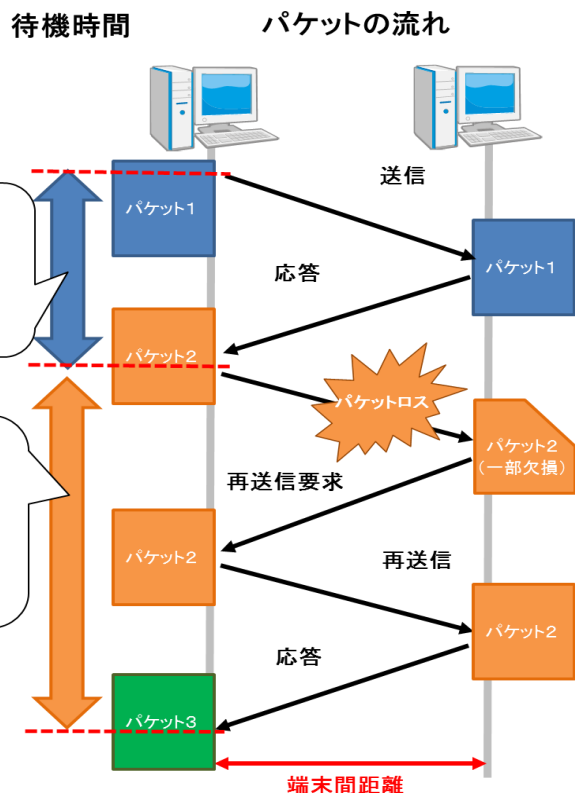 待機時間
パケットの流れ
送信
パケット1
パケット1
応答
パケット2
パケットロス
パケット2
(一部欠損)
再送信要求
パケット2
再送信
パケット2
応答
パケット3
端末間距離